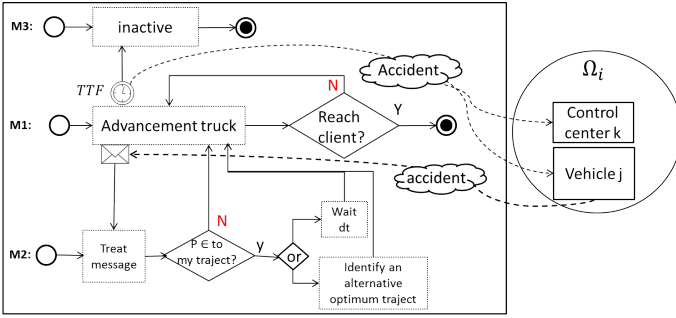 M3:
inactive
TTF
Accident
Ω_i
N
M1:
Advancement truck
Reach
client?
Y
Control
center k
accident
Vehicle j
N
Wait
dt
M2:
Treat
message
P ∈ to
my traject?
y
or
Identify an
alternative
optimum traject